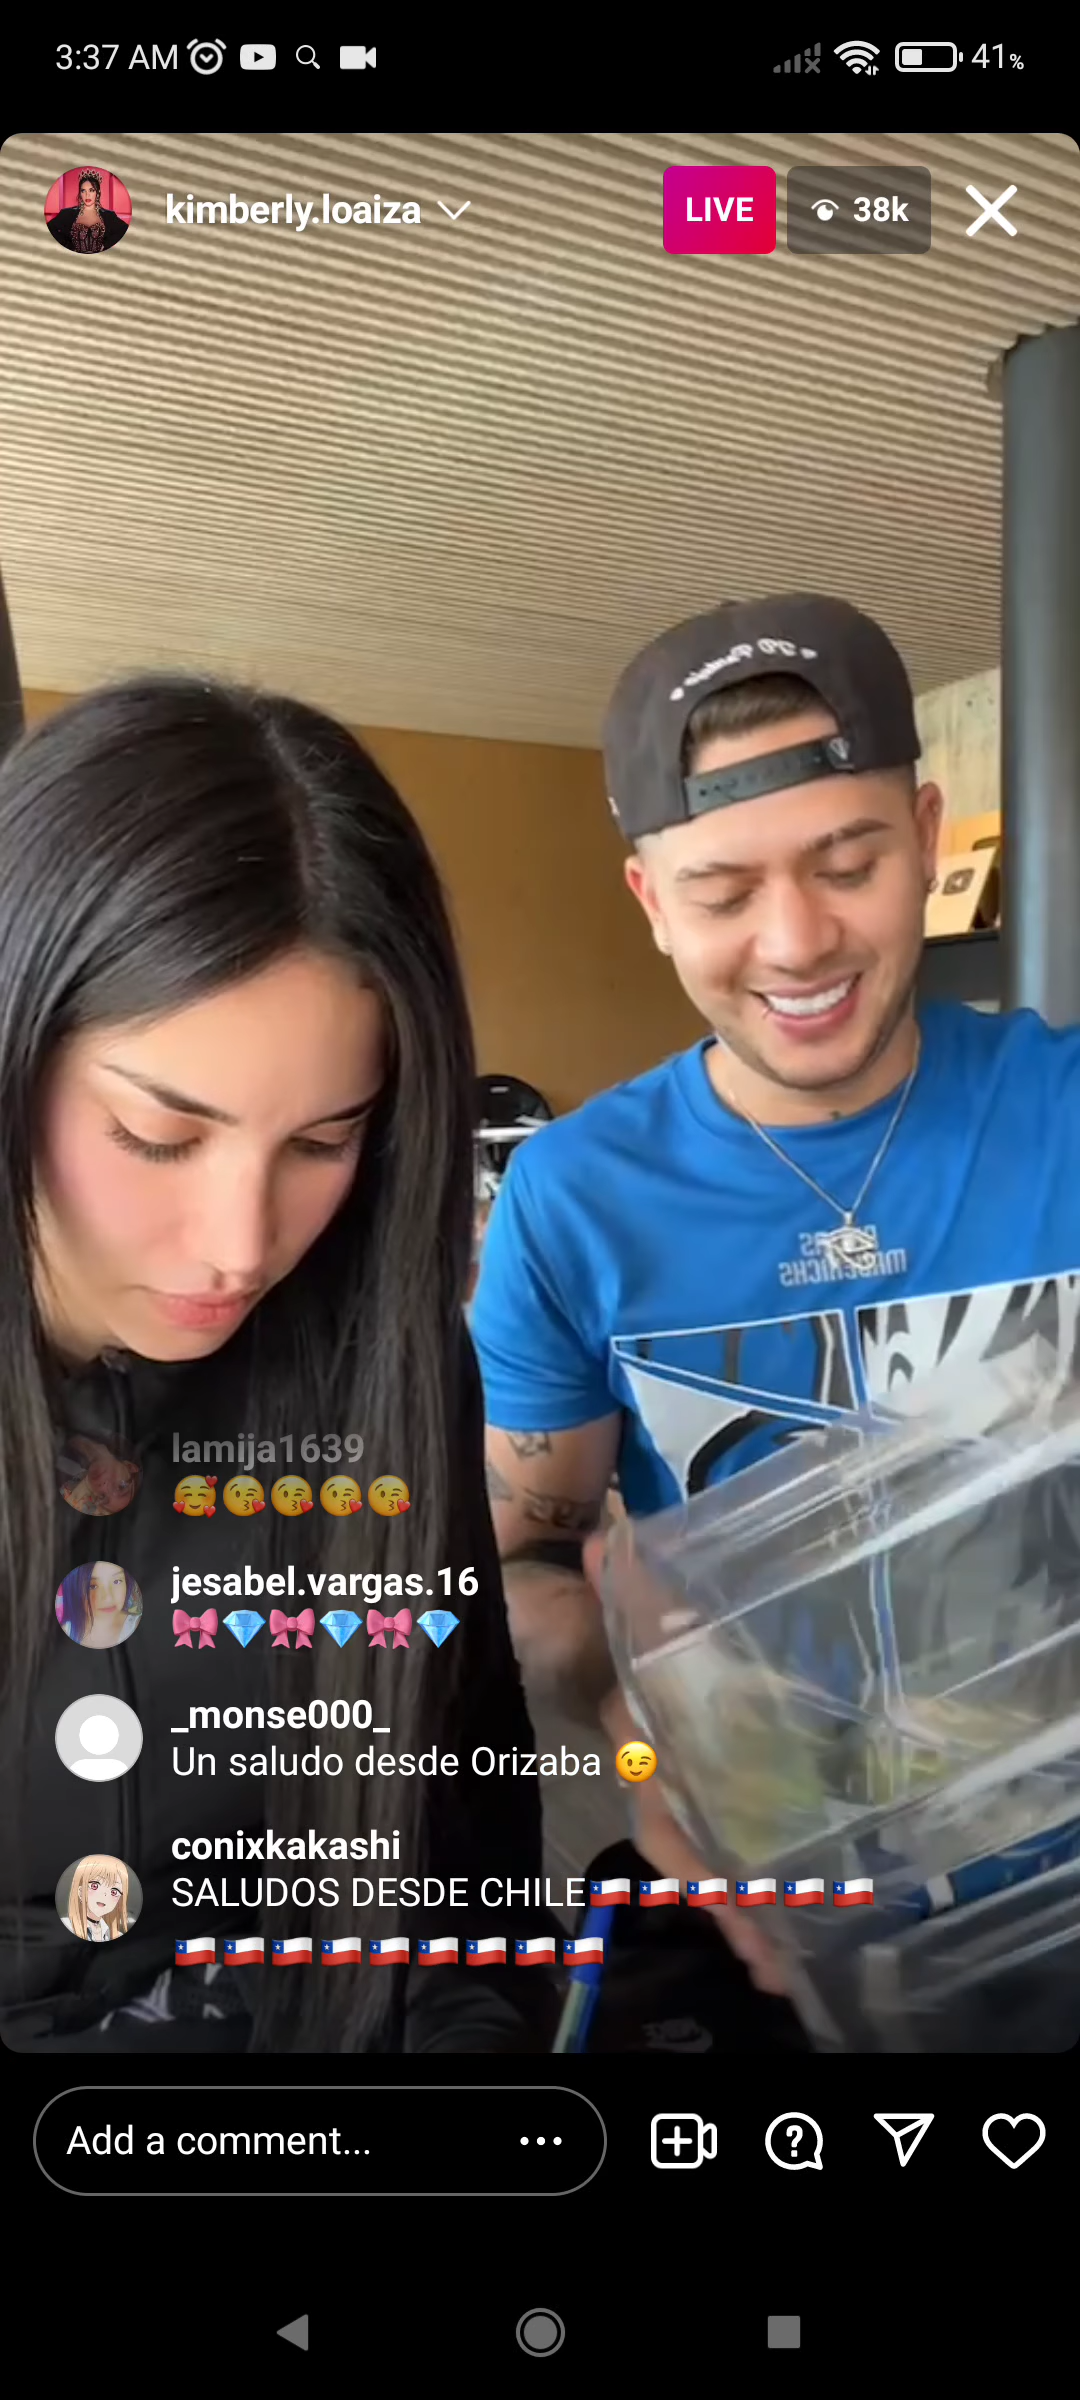 3:37 AM
41%
kimberly.loaiza
LIVE
38k
lamija1639
🥰😘😘😘😘
jesabel.vargas.16
🎀💎🎀💎🎀💎
_monse000_
Un saludo desde Orizaba 😉
conixkakashi
SALUDOS DESDE CHILE🇨🇱🇨🇱🇨🇱🇨🇱🇨🇱🇨🇱
🇨🇱🇨🇱🇨🇱🇨🇱🇨🇱🇨🇱🇨🇱🇨🇱🇨🇱
Add a comment...